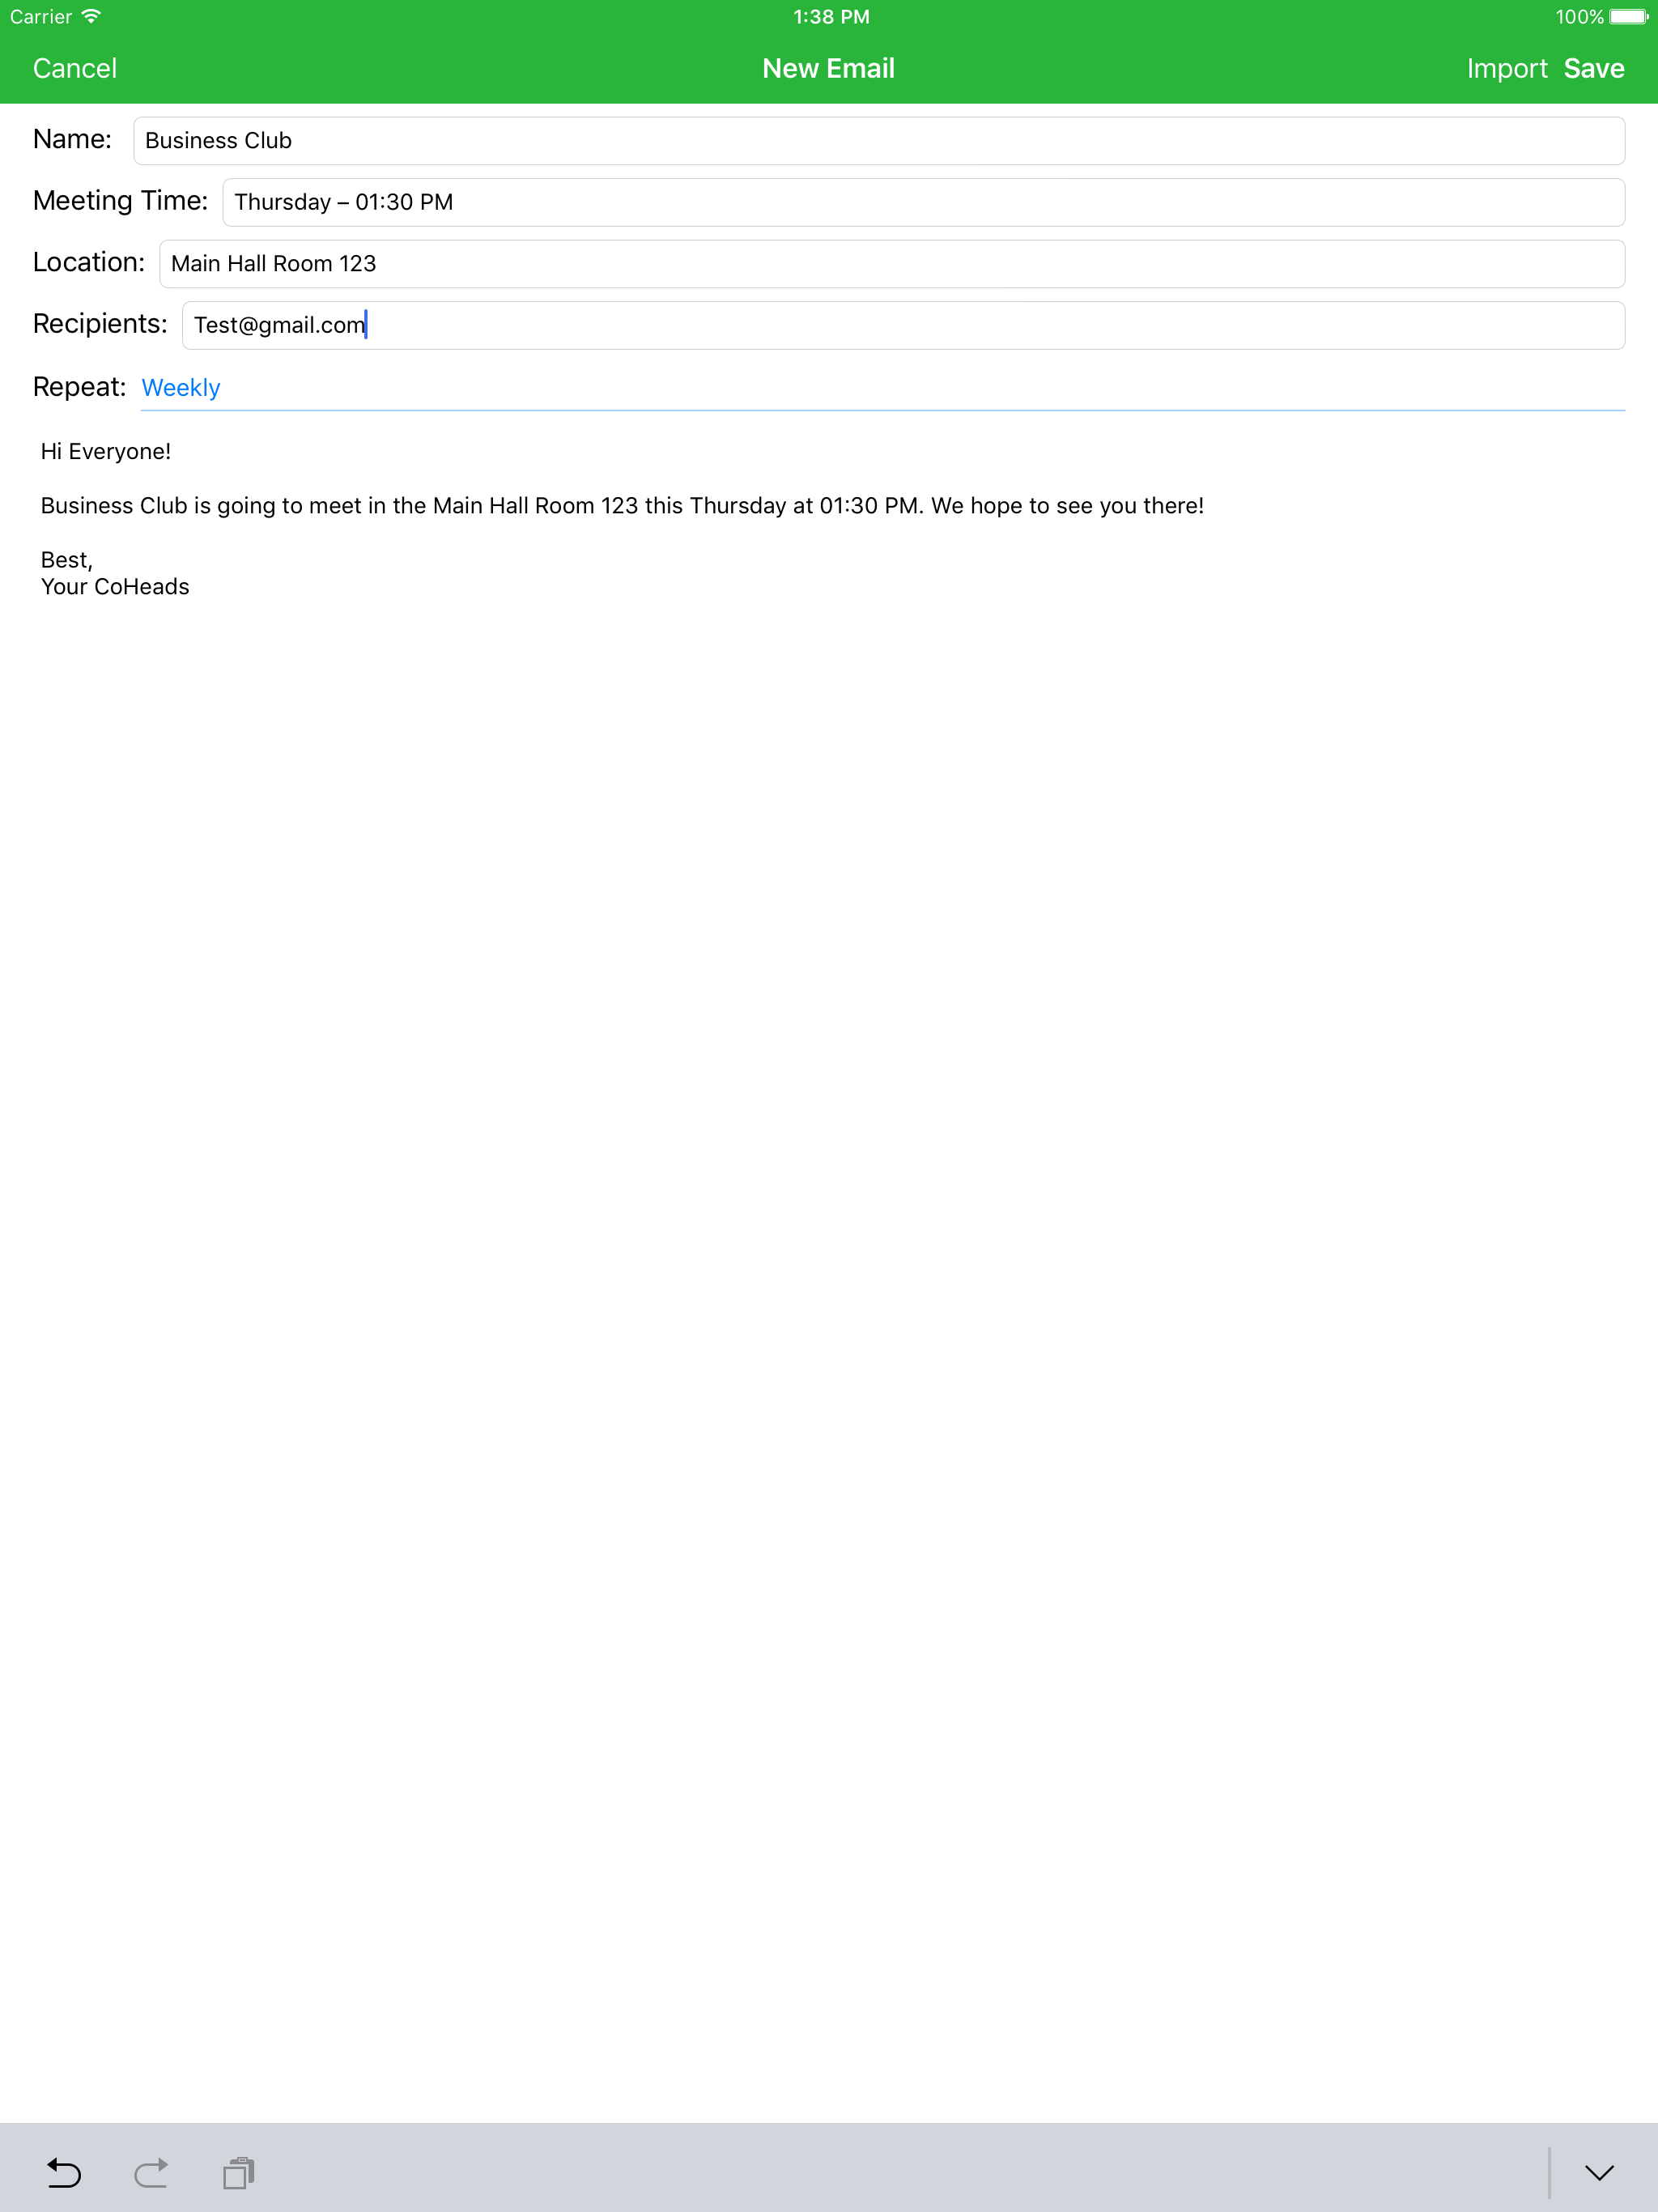 Carrier 1:38 PM 100%
Cancel New Email Import Save
Name: Business Club
Meeting Time: Thursday – 01:30 PM
Location: Main Hall Room 123
Recipients: Test@gmail.com
Repeat: Weekly
Hi Everyone!
Business Club is going to meet in the Main Hall Room 123 this Thursday at 01:30 PM. We hope to see you there!
Best,
Your CoHeads